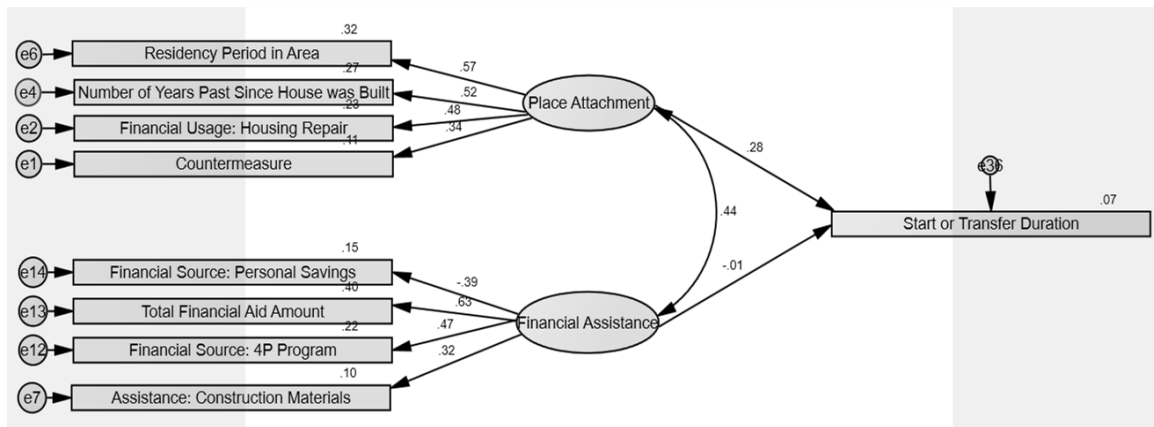 .32
e6 Residency Period in Area
.57
.27
e4 Number of Years Past Since House was Built
.52
Place Attachment
.23
e2 Financial Usage: Housing Repair
.48
.34
.11
e1 Countermeasure
.28
e36
.07
.44
Start or Transfer Duration
.15
e14 Financial Source: Personal Savings
-.01
-.39
.40
e13 Total Financial Aid Amount
.63
Financial Assistance
.22
.47
e12 Financial Source: 4P Program
.32
.10
e7 Assistance: Construction Materials